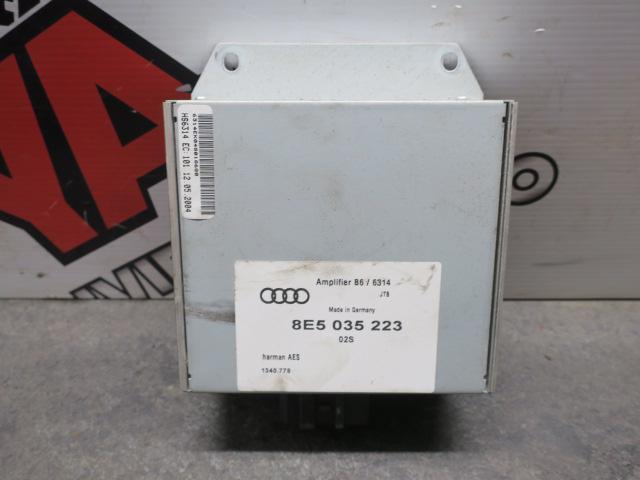 HS6314 EC:101 12.05.2004
Amplifier B6 / 6314
JTB
Made in Germany
8E5 035 223
02S
harman AES
1340.778